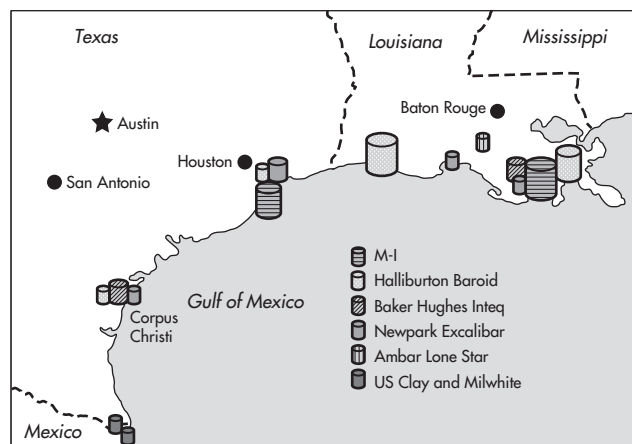 Texas
Louisiana
Mississippi
Baton Rouge
Austin
Houston
San Antonio
M-I
Halliburton Baroid
Baker Hughes Inteq
Newpark Excalibar
Ambar Lone Star
US Clay and Milwhite
Gulf of Mexico
Corpus
Christi
Mexico